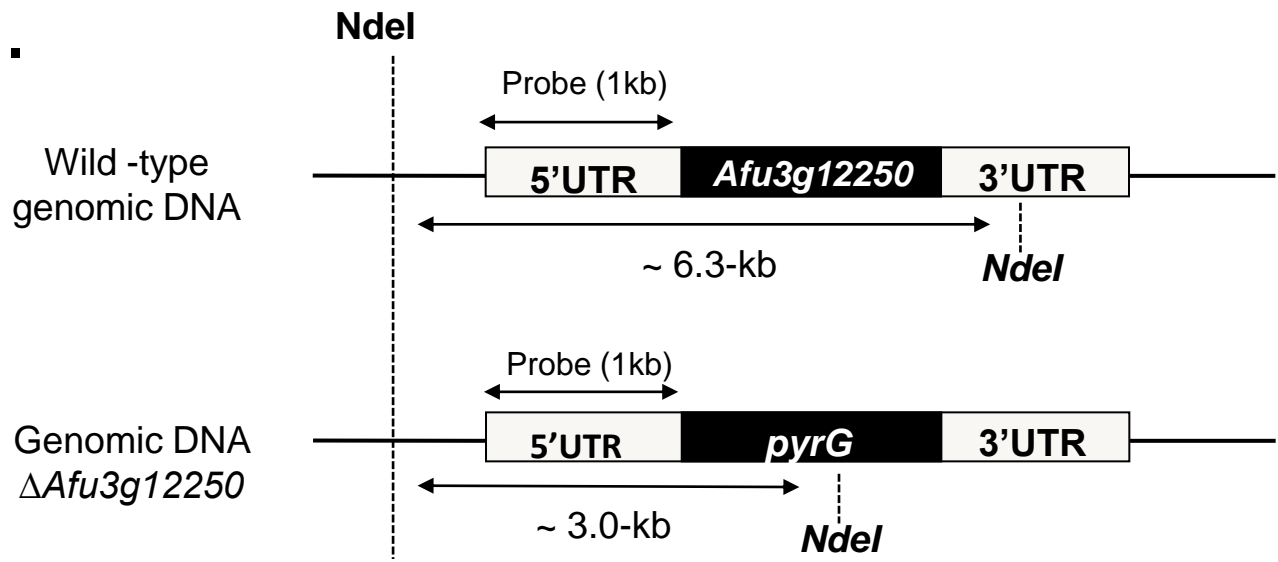 NdeI
Probe (1kb)
Wild -type
genomic DNA
5'UTR
Afu3g12250
3'UTR
~ 6.3-kb
NdeI
Probe (1kb)
Genomic DNA
ΔAfu3g12250
5'UTR
pyrG
3'UTR
~ 3.0-kb
NdeI